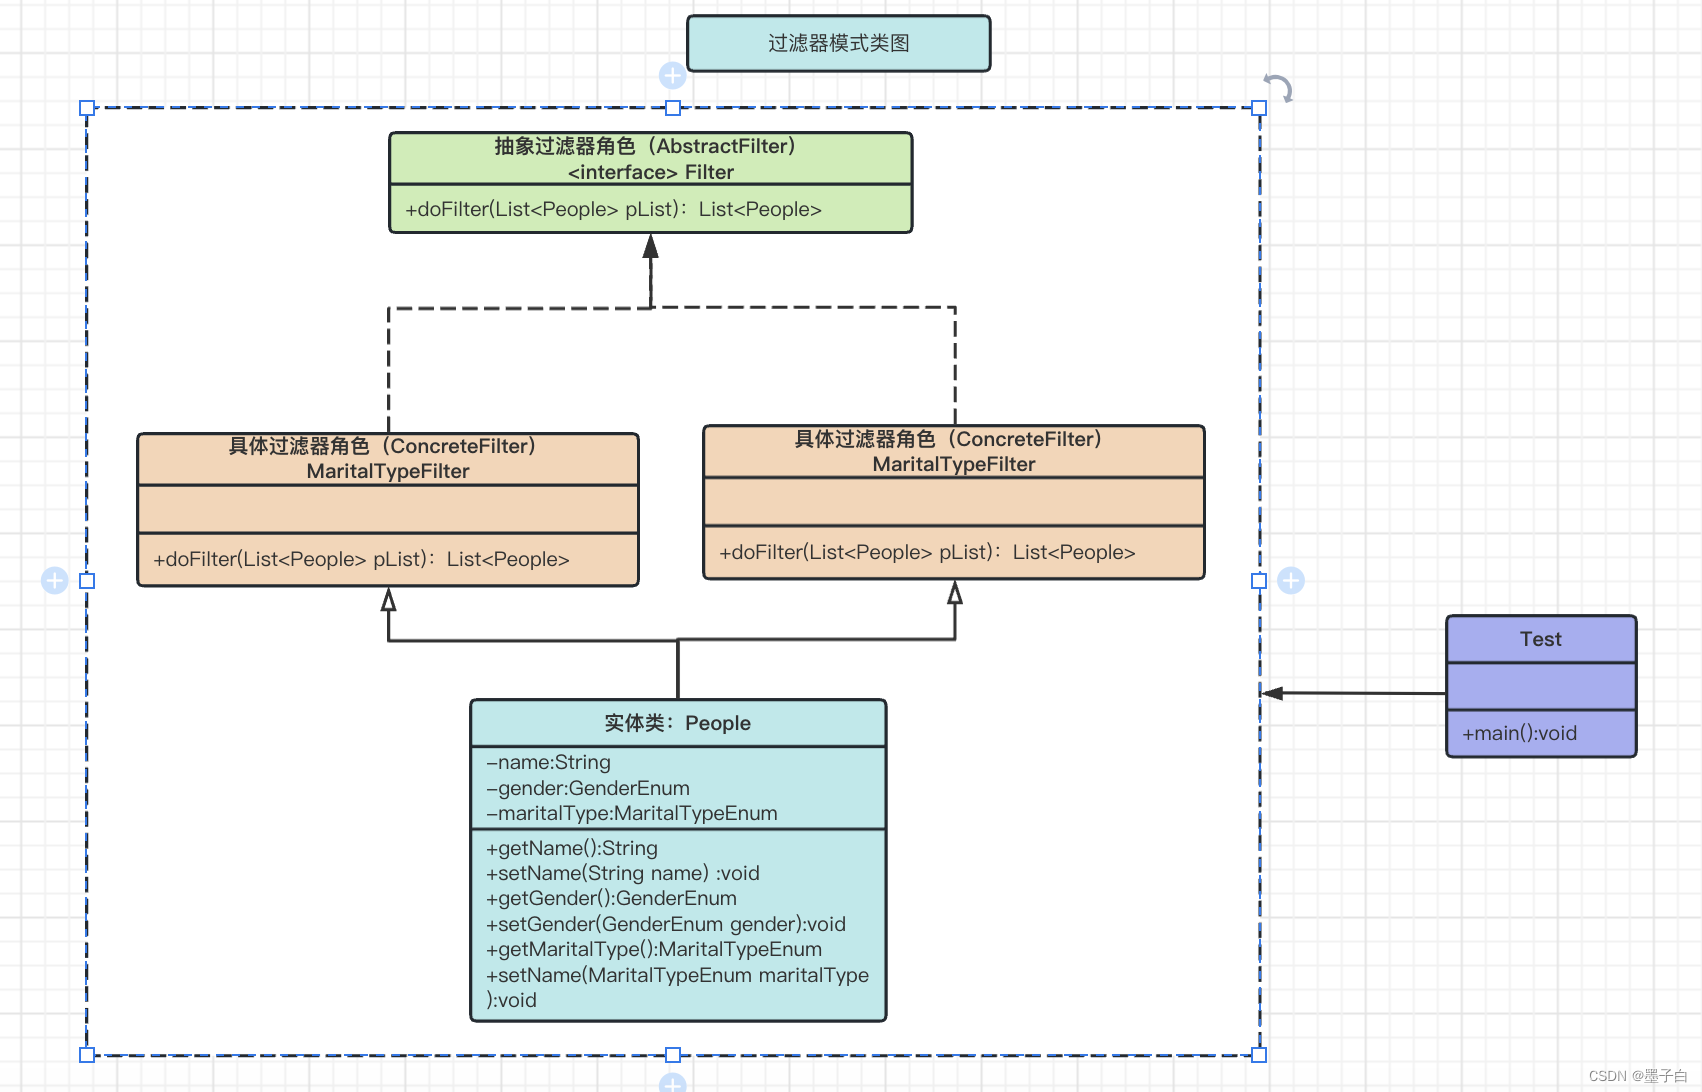 过滤器模式类图
抽象过滤器角色（AbstractFilter）
<interface> Filter
+doFilter(List<People> pList)：List<People>
具体过滤器角色（ConcreteFilter）
MaritalTypeFilter
+doFilter(List<People> pList)：List<People>
具体过滤器角色（ConcreteFilter）
MaritalTypeFilter
+doFilter(List<People> pList)：List<People>
实体类：People
-name:String
-gender:GenderEnum
-maritalType:MaritalTypeEnum
+getName():String
+setName(String name) :void
+getGender():GenderEnum
+setGender(GenderEnum gender):void
+getMaritalType():MaritalTypeEnum
+setName(MaritalTypeEnum maritalType
):void
Test
+main():void
CSDN @墨子白